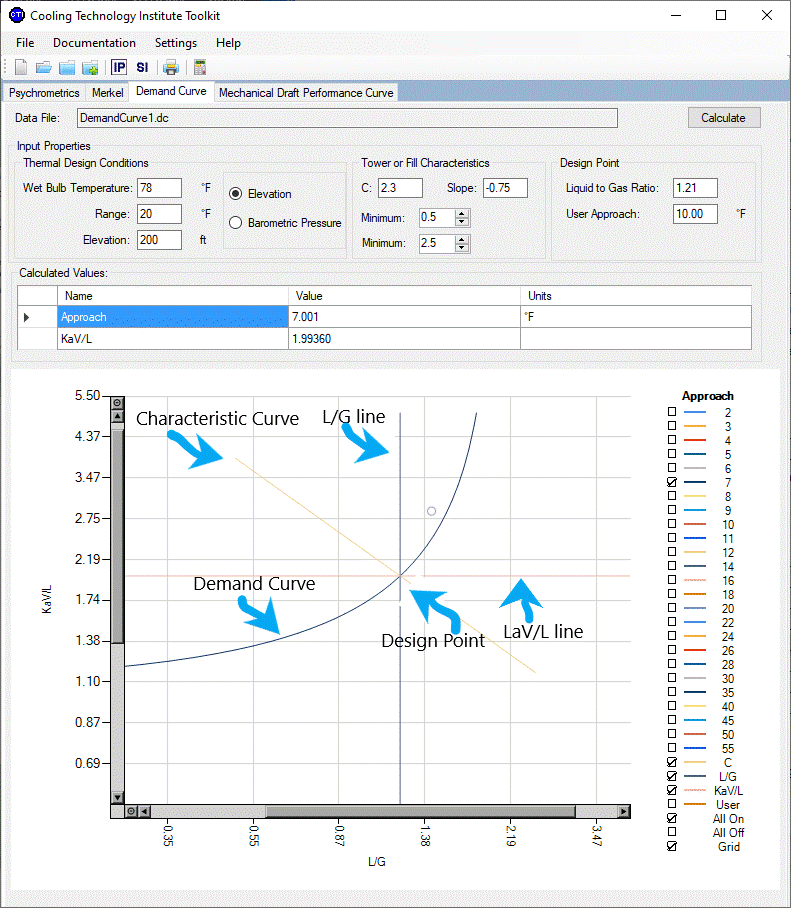 CTI Cooling Technology Institute Toolkit
File Documentation Settings Help
IP SI
Psychrometrics Merkel Demand Curve Mechanical Draft Performance Curve
Data File: DemandCurve1.dc Calculate
Input Properties
Thermal Design Conditions
Wet Bulb Temperature: 78 °F
Range: 20 °F
Elevation: 200 ft
Elevation
Barometric Pressure
Tower or Fill Characteristics
C: 2.3 Slope: -0.75
Minimum: 0.5
Minimum: 2.5
Design Point
Liquid to Gas Ratio: 1.21
User Approach: 10.00 °F
Calculated Values:
Name Value Units
Approach 7.001 °F
KaV/L 1.99360
5.50
4.37
3.47
2.75
2.19
1.74
1.38
1.10
0.87
0.69
KaV/L
Characteristic Curve
L/G line
Demand Curve
Design Point
LaV/L line
0.35 0.55 0.87 1.38 2.19 3.47
L/G
Approach
2
3
4
5
6
7
8
9
10
11
12
14
16
18
20
22
24
26
28
30
35
40
45
50
55
C
L/G
KaV/L
User
All On
All Off
Grid